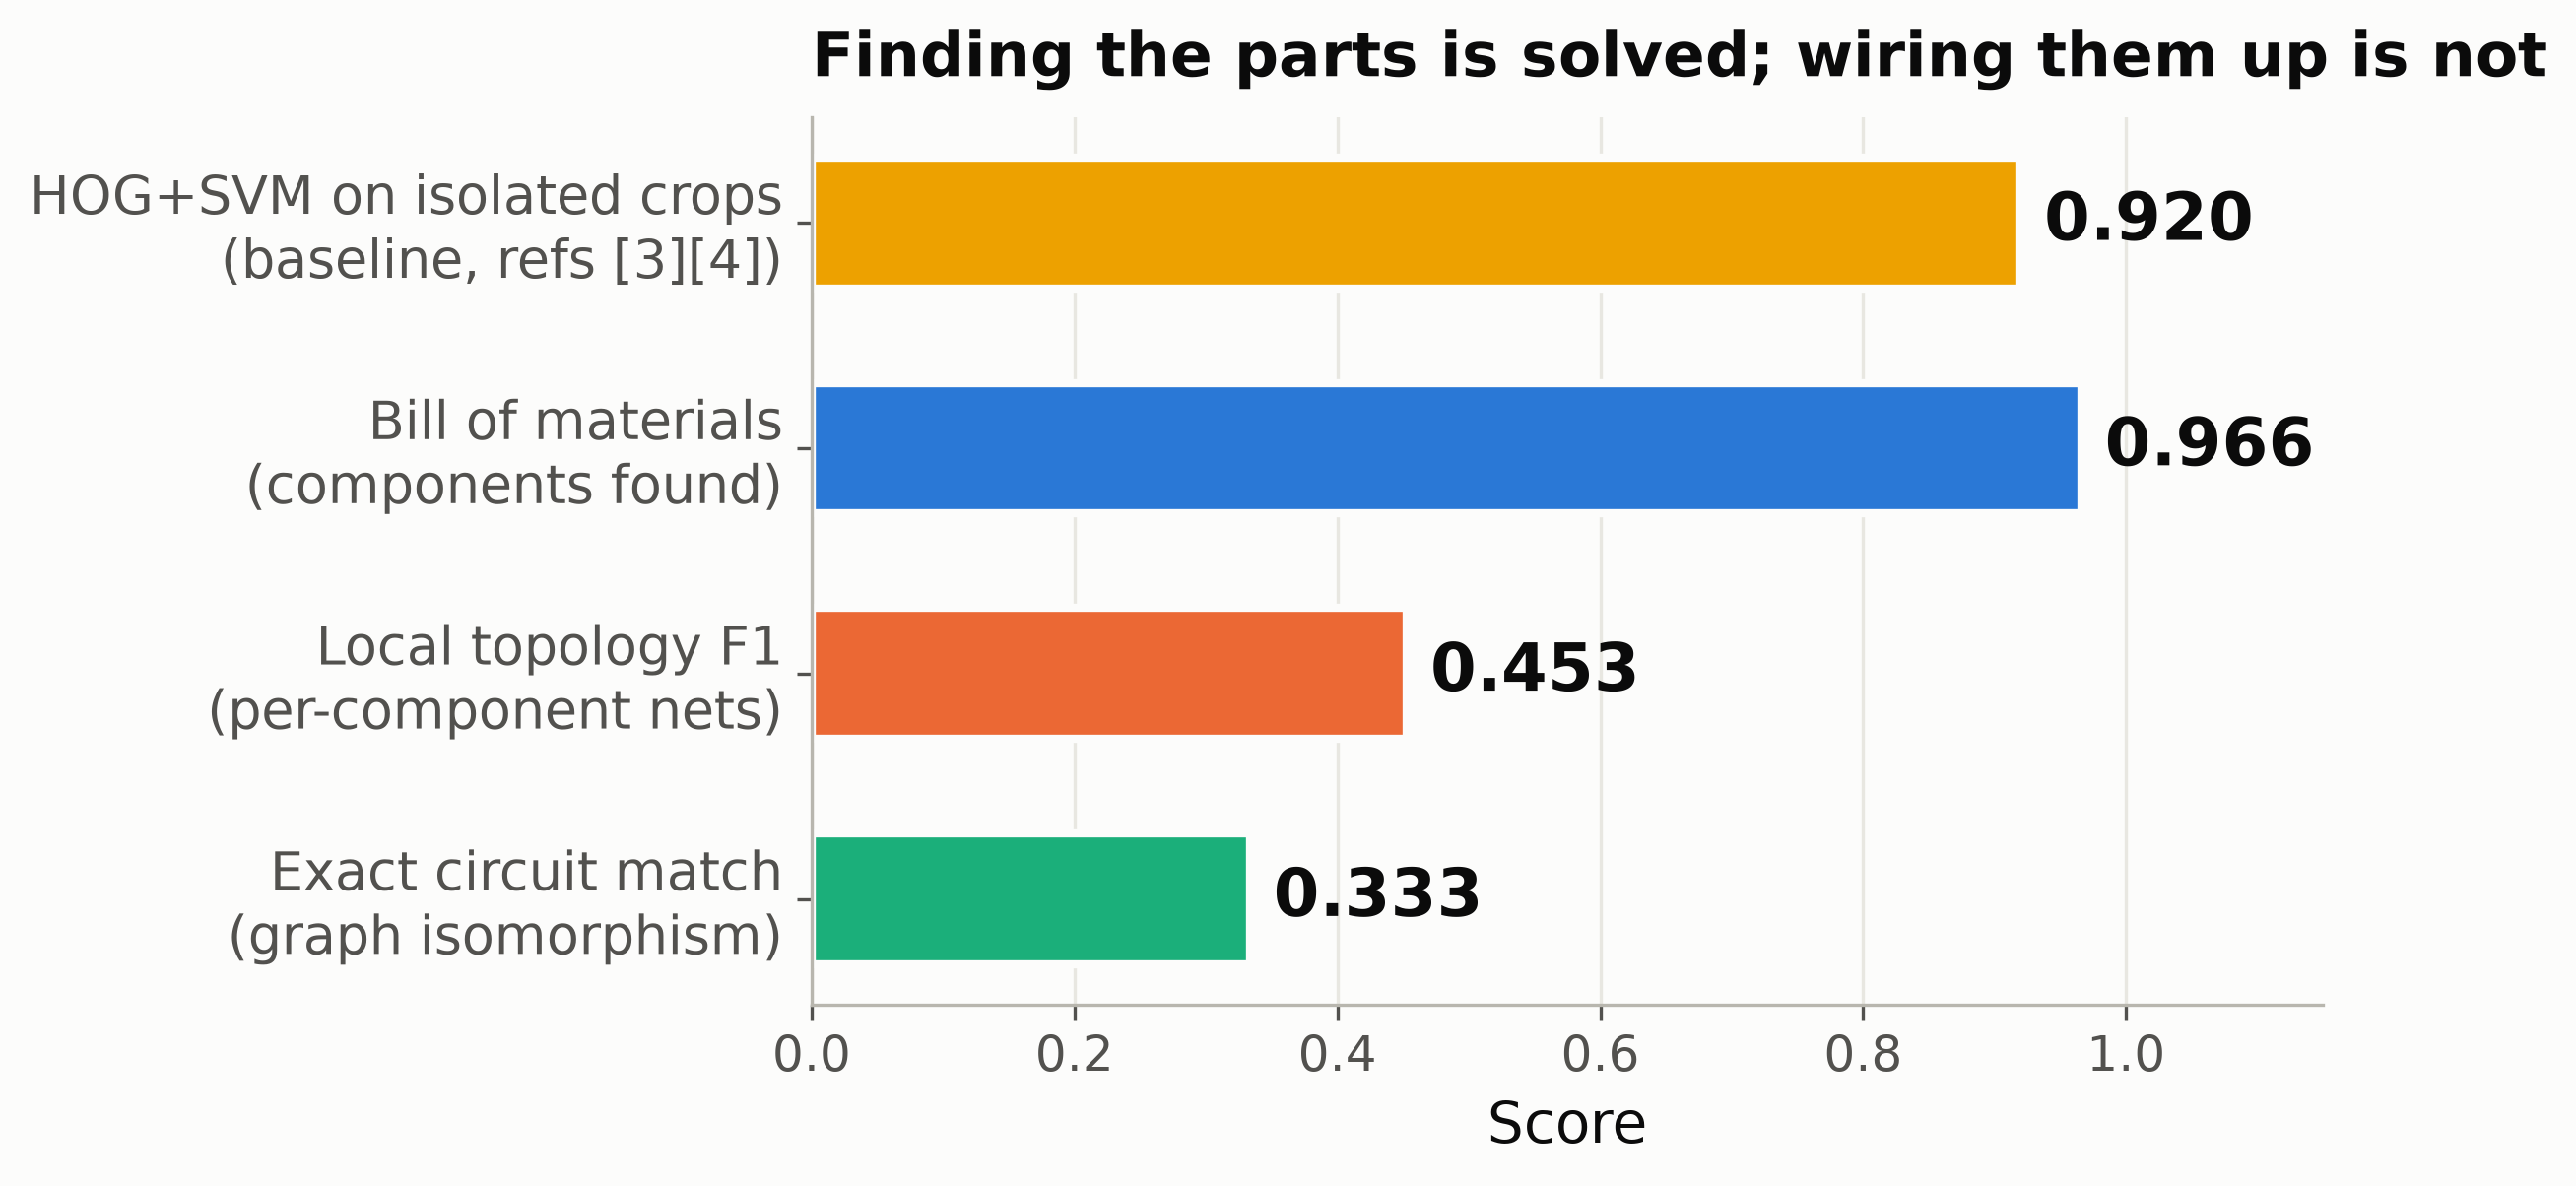 Finding the parts is solved; wiring them up is not
HOG+SVM on isolated crops
(baseline, refs [3][4])
0.920
Bill of materials
(components found)
0.966
Local topology F1
(per-component nets)
0.453
Exact circuit match
(graph isomorphism)
0.333
0.0 0.2 0.4 0.6 0.8 1.0
Score